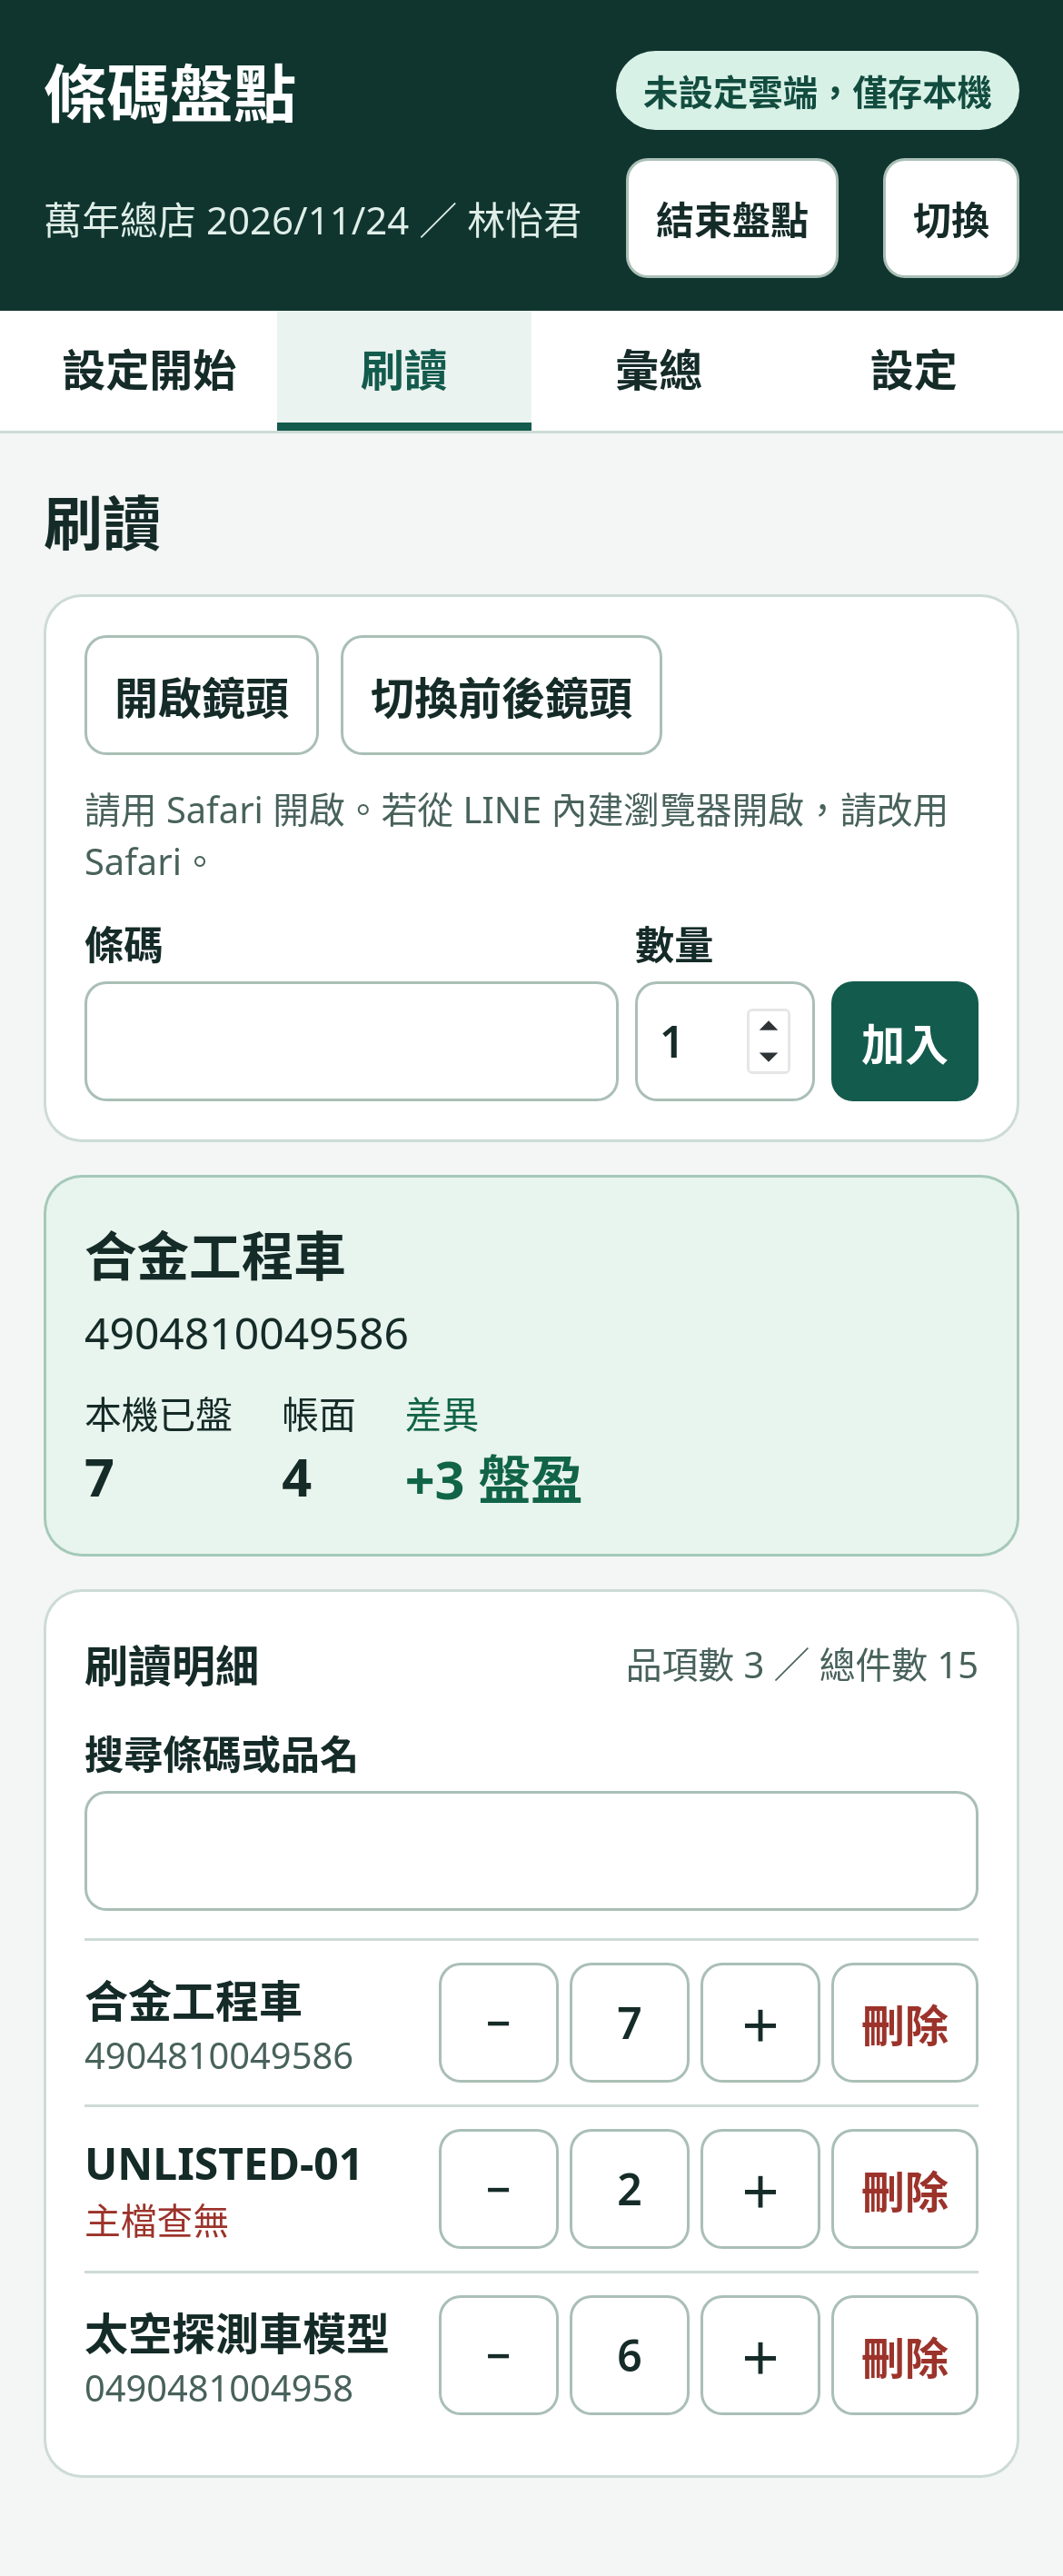 條碼盤點
未設定雲端，僅存本機
萬年總店 2026/11/24 ／ 林怡君
結束盤點
切換
設定開始
刷讀
彙總
設定
刷讀
開啟鏡頭
切換前後鏡頭
請用 Safari 開啟。若從 LINE 內建瀏覽器開啟，請改用
Safari。
條碼
數量
1
加入
合金工程車
4904810049586
本機已盤 帳面 差異
7 4 +3 盤盈
刷讀明細
品項數 3 ／ 總件數 15
搜尋條碼或品名
合金工程車
4904810049586
− 7 ＋ 刪除
UNLISTED-01
主檔查無
− 2 ＋ 刪除
太空探測車模型
0490481004958
− 6 ＋ 刪除